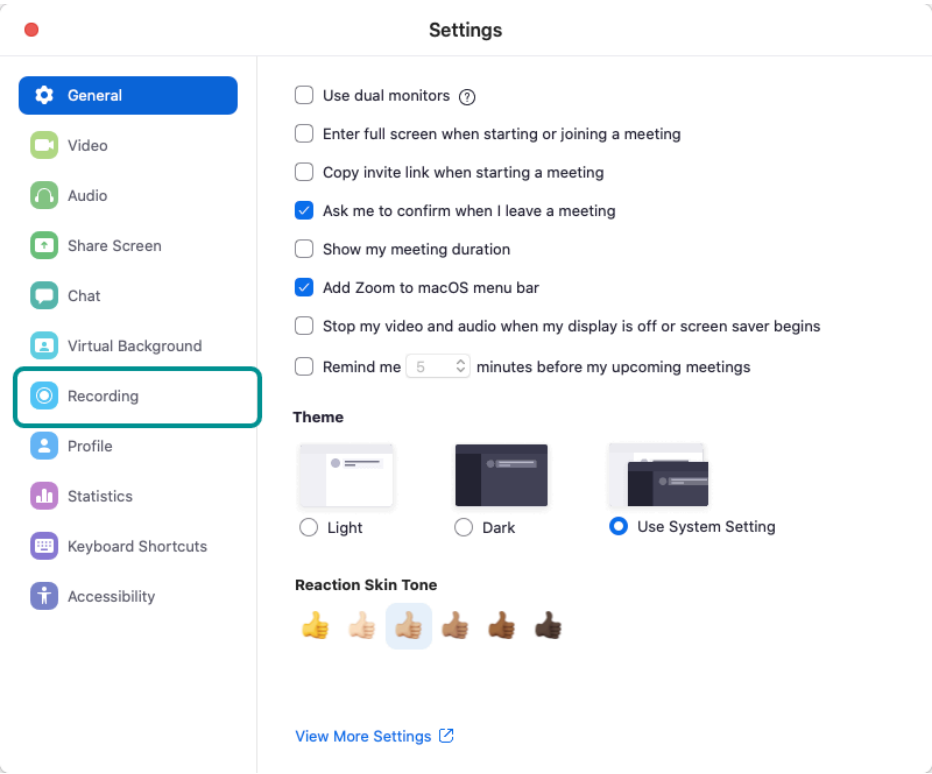 Settings
General
Video
Audio
Share Screen
Chat
Virtual Background
Recording
Profile
Statistics
Keyboard Shortcuts
Accessibility
Use dual monitors ?
Enter full screen when starting or joining a meeting
Copy invite link when starting a meeting
Ask me to confirm when I leave a meeting
Show my meeting duration
Add Zoom to macOS menu bar
Stop my video and audio when my display is off or screen saver begins
Remind me 5 minutes before my upcoming meetings
Theme
Light Dark Use System Setting
Reaction Skin Tone
View More Settings